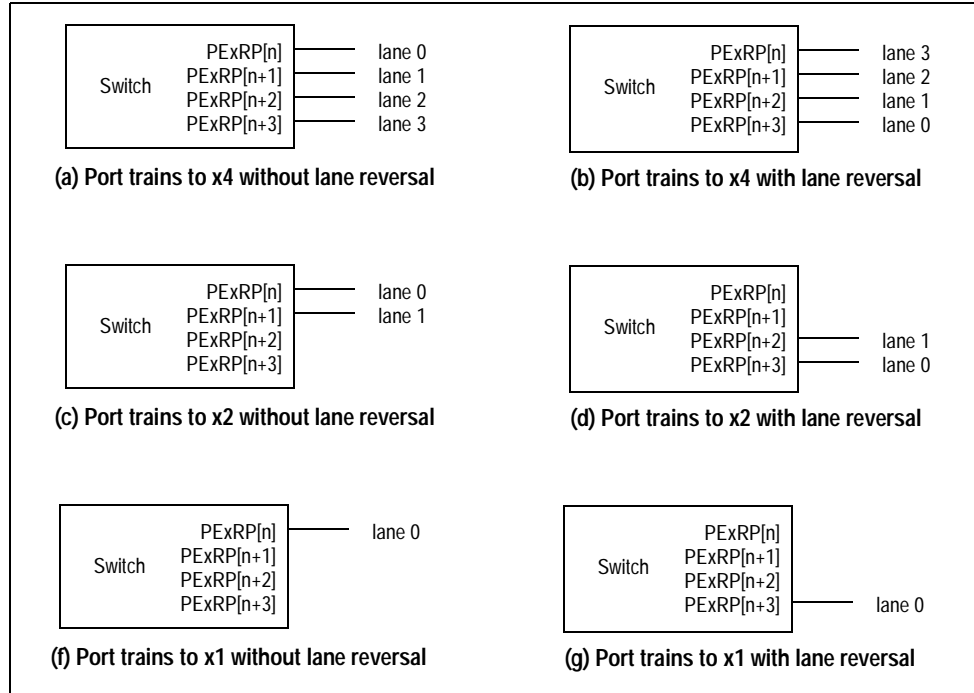 Switch
PExRP[n] lane 0
PExRP[n+1] lane 1
PExRP[n+2] lane 2
PExRP[n+3] lane 3
(a) Port trains to x4 without lane reversal
Switch
PExRP[n] lane 3
PExRP[n+1] lane 2
PExRP[n+2] lane 1
PExRP[n+3] lane 0
(b) Port trains to x4 with lane reversal
Switch
PExRP[n] lane 0
PExRP[n+1] lane 1
PExRP[n+2]
PExRP[n+3]
(c) Port trains to x2 without lane reversal
Switch
PExRP[n]
PExRP[n+1]
PExRP[n+2] lane 1
PExRP[n+3] lane 0
(d) Port trains to x2 with lane reversal
Switch
PExRP[n] lane 0
PExRP[n+1]
PExRP[n+2]
PExRP[n+3]
(f) Port trains to x1 without lane reversal
Switch
PExRP[n]
PExRP[n+1]
PExRP[n+2]
PExRP[n+3] lane 0
(g) Port trains to x1 with lane reversal